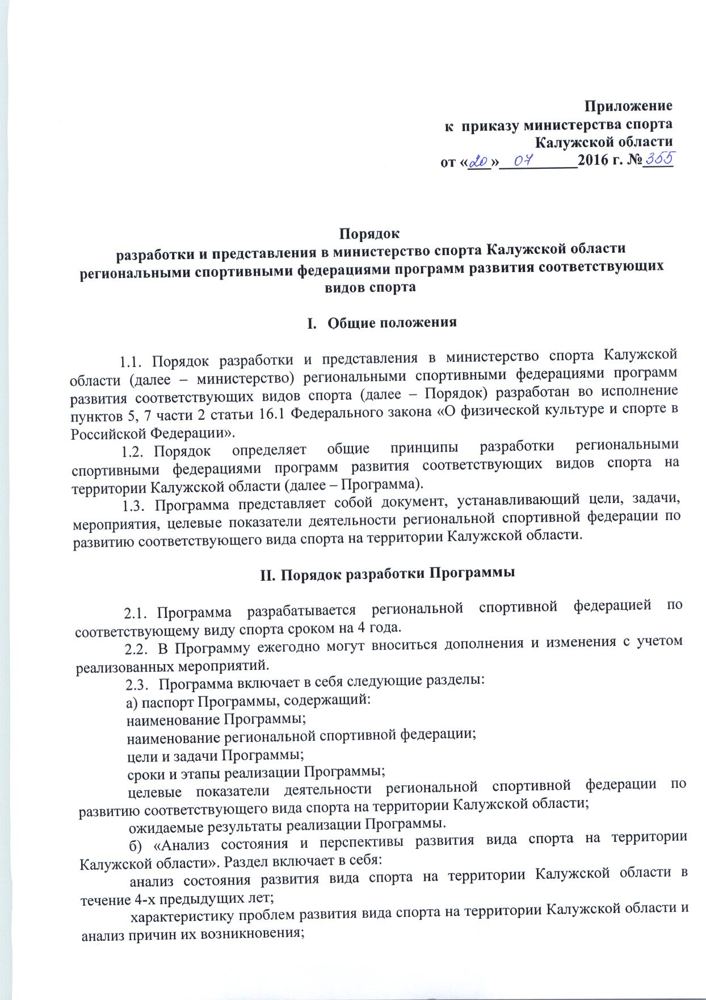 Приложение
к приказу министерства спорта
Калужской области
от «20» 07 2016 г. № 355
Порядок
разработки и представления в министерство спорта Калужской области
региональными спортивными федерациями программ развития соответствующих
видов спорта
I. Общие положения
1.1. Порядок разработки и представления в министерство спорта Калужской
области (далее – министерство) региональными спортивными федерациями программ
развития соответствующих видов спорта (далее – Порядок) разработан во исполнение
пунктов 5, 7 части 2 статьи 16.1 Федерального закона «О физической культуре и спорте в
Российской Федерации».
1.2. Порядок определяет общие принципы разработки региональными
спортивными федерациями программ развития соответствующих видов спорта на
территории Калужской области (далее – Программа).
1.3. Программа представляет собой документ, устанавливающий цели, задачи,
мероприятия, целевые показатели деятельности региональной спортивной федерации по
развитию соответствующего вида спорта на территории Калужской области.
II. Порядок разработки Программы
2.1. Программа разрабатывается региональной спортивной федерацией по
соответствующему виду спорта сроком на 4 года.
2.2. В Программу ежегодно могут вноситься дополнения и изменения с учетом
реализованных мероприятий.
2.3. Программа включает в себя следующие разделы:
а) паспорт Программы, содержащий:
наименование Программы;
наименование региональной спортивной федерации;
цели и задачи Программы;
сроки и этапы реализации Программы;
целевые показатели деятельности региональной спортивной федерации по
развитию соответствующего вида спорта на территории Калужской области;
ожидаемые результаты реализации Программы.
б) «Анализ состояния и перспективы развития вида спорта на территории
Калужской области». Раздел включает в себя:
анализ состояния развития вида спорта на территории Калужской области в
течение 4-х предыдущих лет;
характеристику проблем развития вида спорта на территории Калужской области и
анализ причин их возникновения;